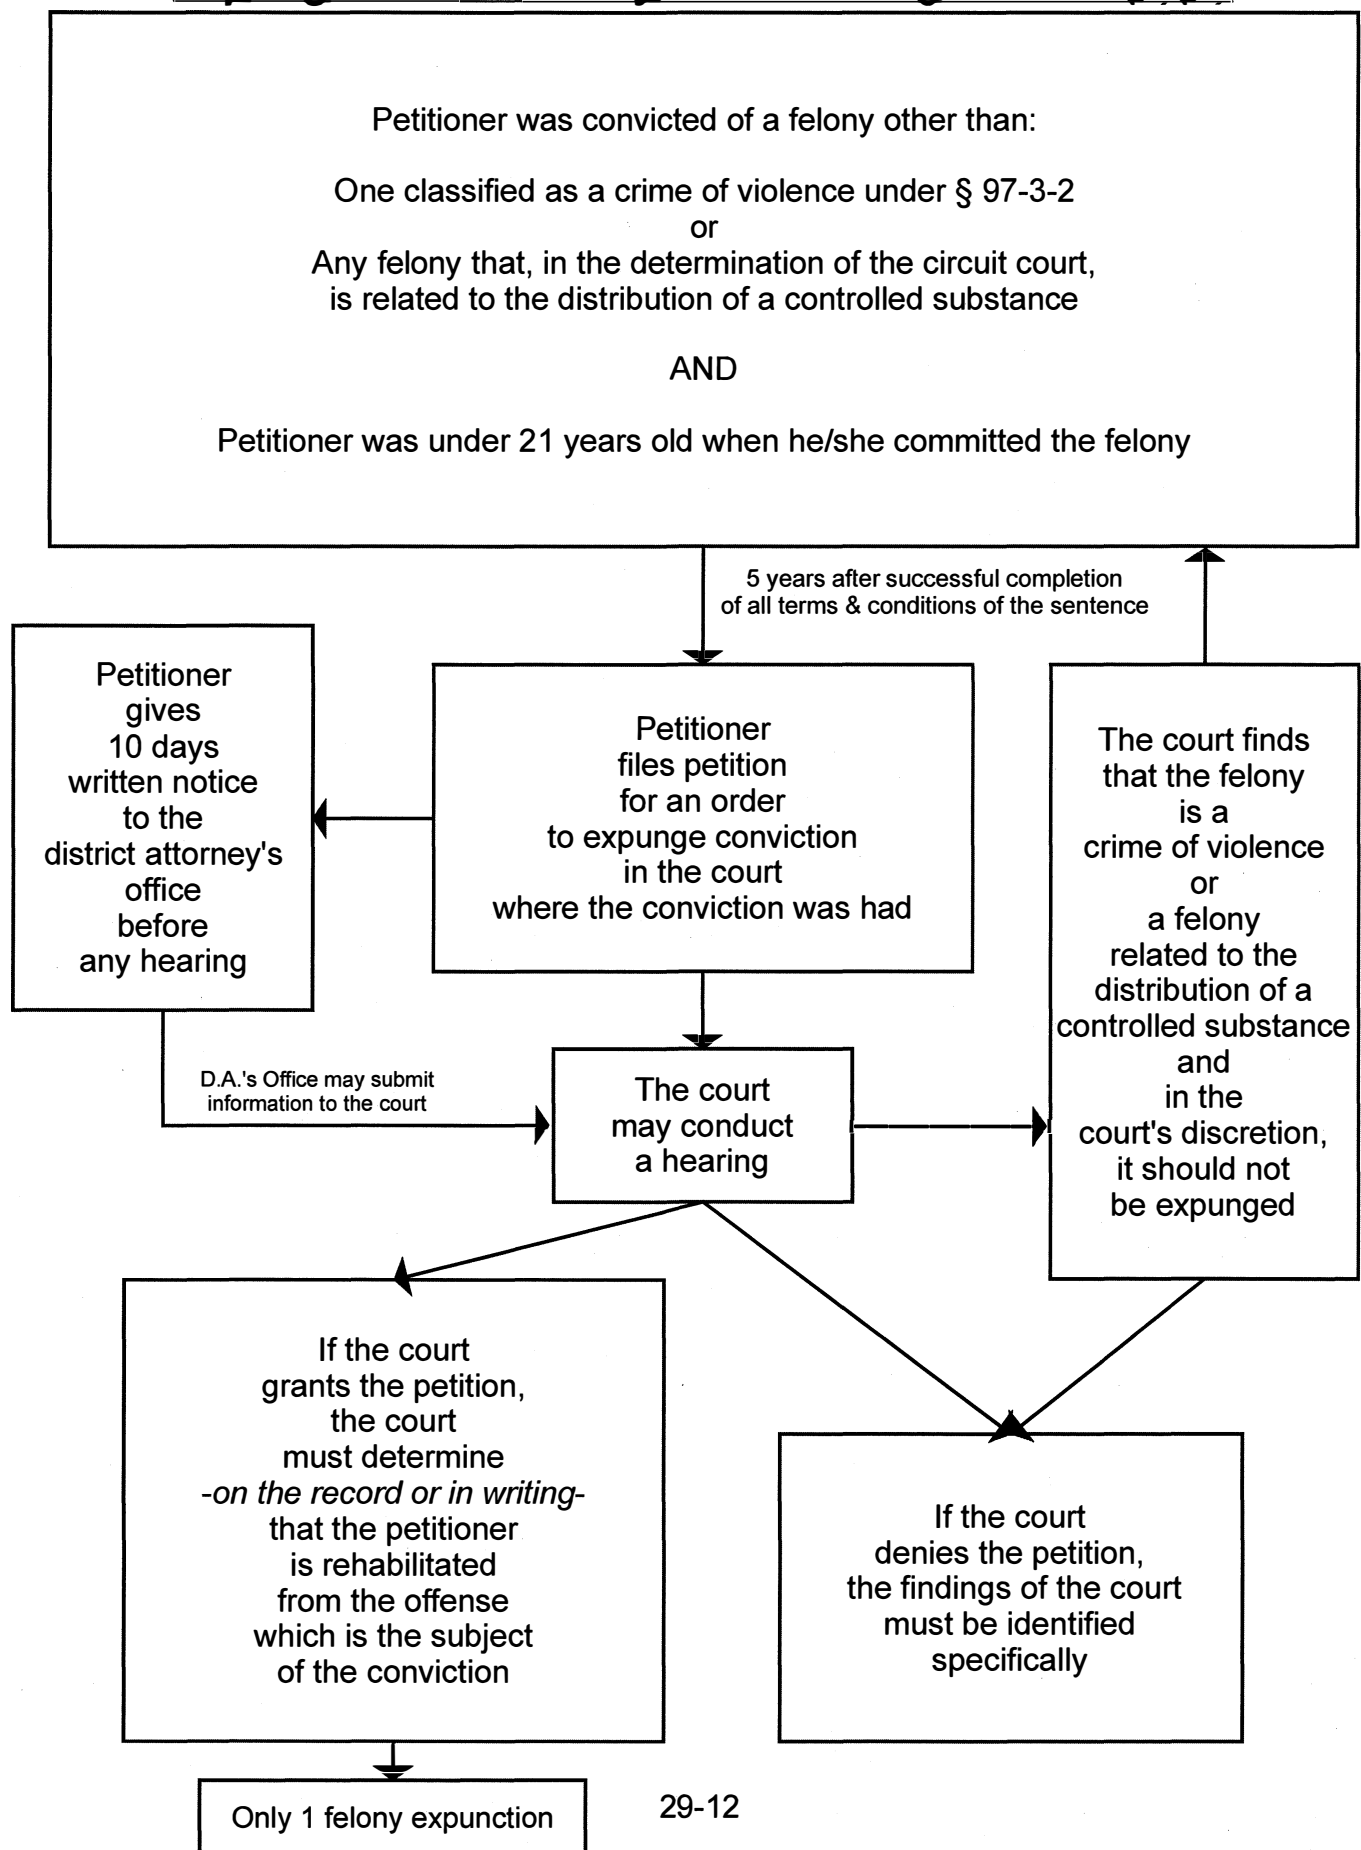 Petitioner was convicted of a felony other than:
One classified as a crime of violence under § 97-3-2
or
Any felony that, in the determination of the circuit court,
is related to the distribution of a controlled substance
AND
Petitioner was under 21 years old when he/she committed the felony
5 years after successful completion
of all terms & conditions of the sentence
Petitioner
gives
10 days
written notice
to the
district attorney's
office
before
any hearing
Petitioner
files petition
for an order
to expunge conviction
in the court
where the conviction was had
The court finds
that the felony
is a
crime of violence
or
a felony
related to the
distribution of a
controlled substance
and
in the
court's discretion,
it should not
be expunged
D.A.'s Office may submit
information to the court
The court
may conduct
a hearing
If the court
grants the petition,
the court
must determine
-on the record or in writing-
that the petitioner
is rehabilitated
from the offense
which is the subject
of the conviction
If the court
denies the petition,
the findings of the court
must be identified
specifically
Only 1 felony expunction
29-12